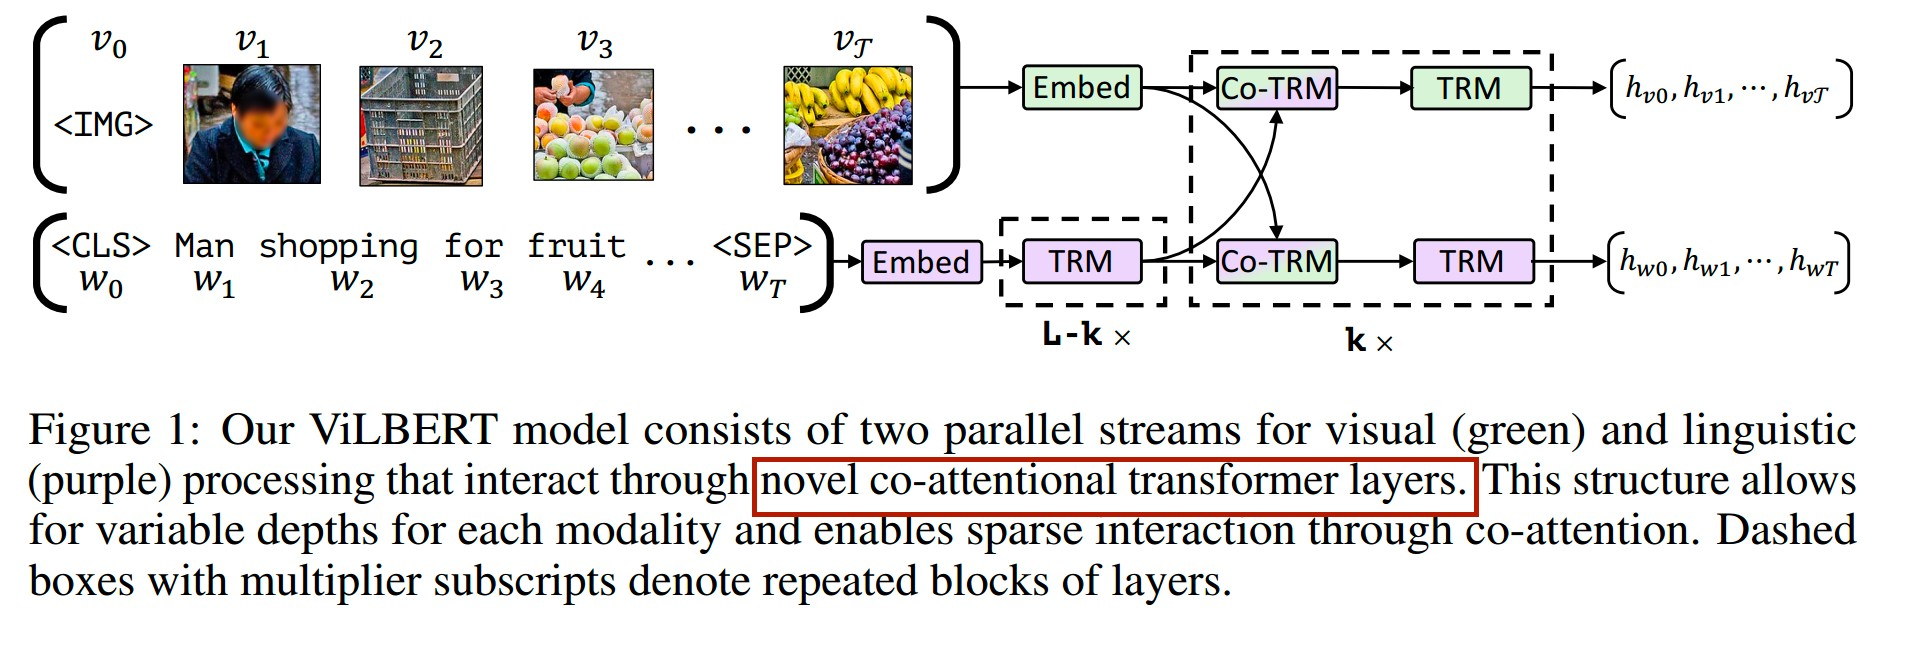 v0 v1 v2 v3 v𝒯
<IMG> ...
<CLS> Man shopping for fruit ... <SEP>
w0 w1 w2 w3 w4 wT
Embed Co-TRM TRM hv0, hv1, ⋯, hv𝒯
Embed TRM Co-TRM TRM hw0, hw1, ⋯, hwT
L-k × k ×
Figure 1: Our ViLBERT model consists of two parallel streams for visual (green) and linguistic
(purple) processing that interact through novel co-attentional transformer layers. This structure allows
for variable depths for each modality and enables sparse interaction through co-attention. Dashed
boxes with multiplier subscripts denote repeated blocks of layers.